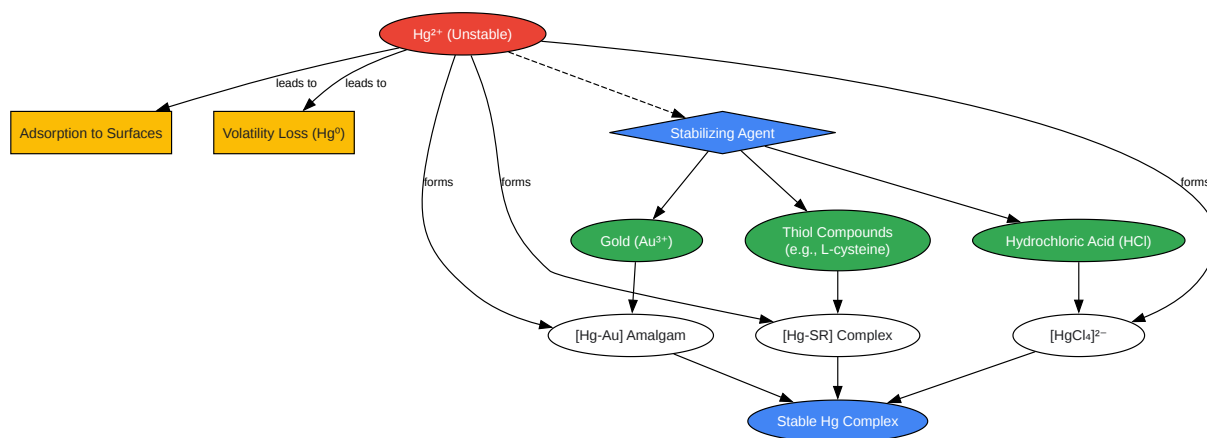 Hg²⁺ (Unstable)
leads to
leads to
Adsorption to Surfaces
Volatility Loss (Hg⁰)
Stabilizing Agent
forms
forms
forms
Gold (Au³⁺)
Thiol Compounds
(e.g., L-cysteine)
Hydrochloric Acid (HCl)
[Hg-Au] Amalgam
[Hg-SR] Complex
[HgCl₄]²⁻
Stable Hg Complex